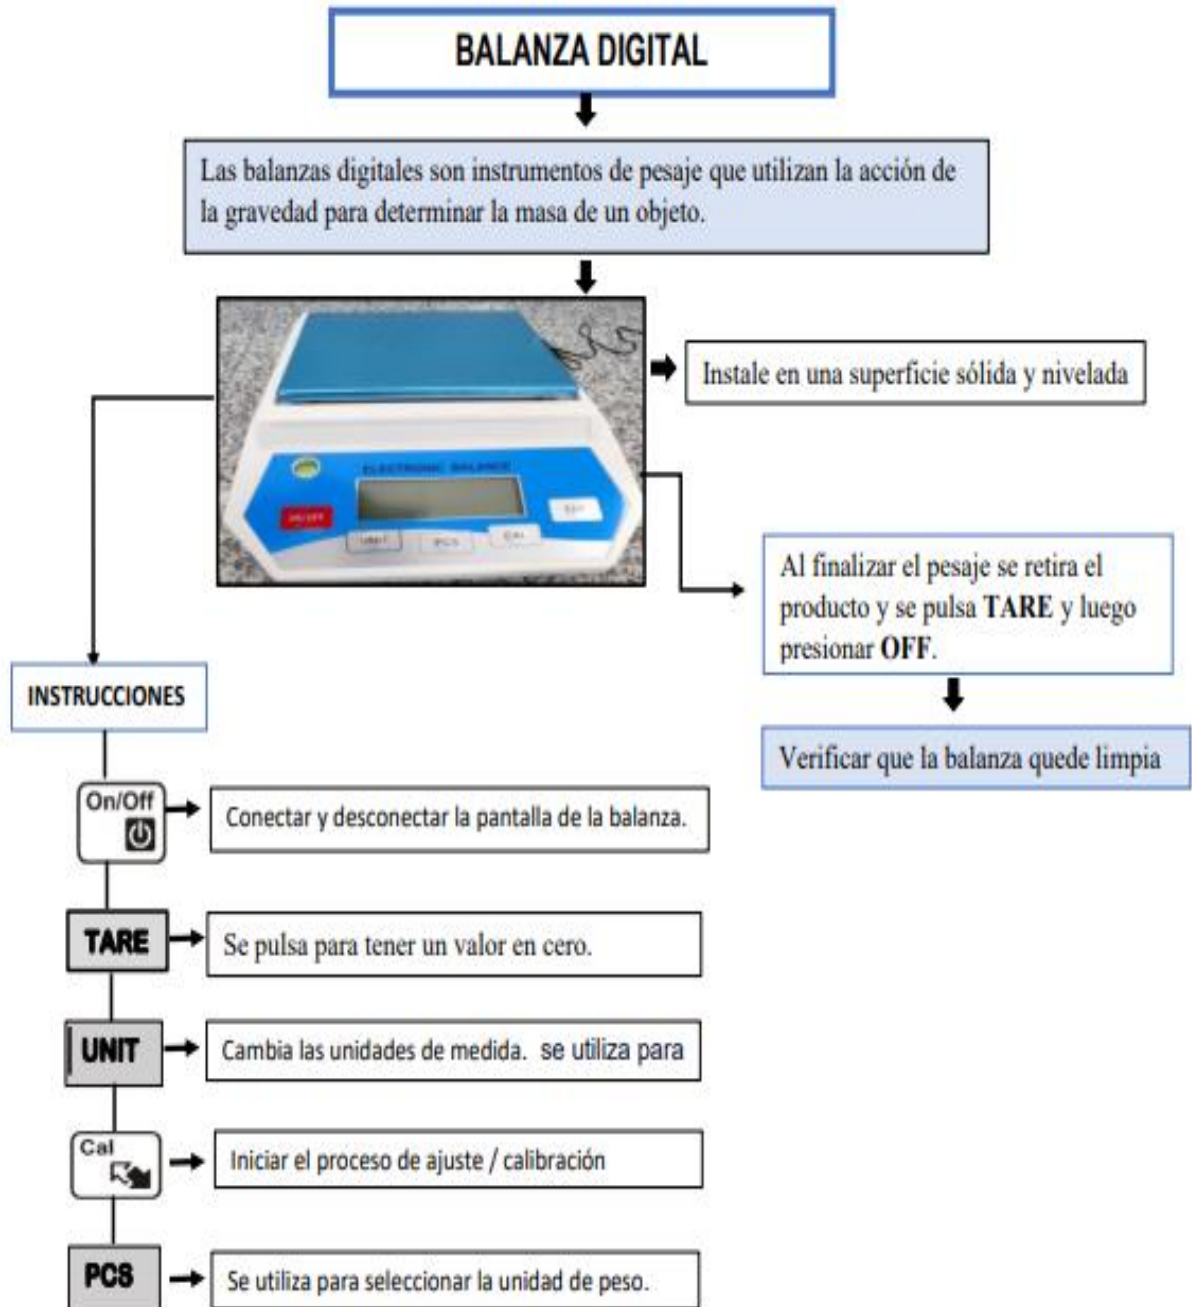 BALANZA DIGITAL
Las balanzas digitales son instrumentos de pesaje que utilizan la acción de
la gravedad para determinar la masa de un objeto.
Instale en una superficie sólida y nivelada
ELECTRONIC BALANCE
ON/OFF
UNIT
PCS
CAL
Al finalizar el pesaje se retira el
producto y se pulsa TARE y luego
presionar OFF.
Verificar que la balanza quede limpia
INSTRUCCIONES
On/Off
Conectar y desconectar la pantalla de la balanza.
TARE
Se pulsa para tener un valor en cero.
UNIT
Cambia las unidades de medida. se utiliza para
Cal
Iniciar el proceso de ajuste / calibración
PCS
Se utiliza para seleccionar la unidad de peso.